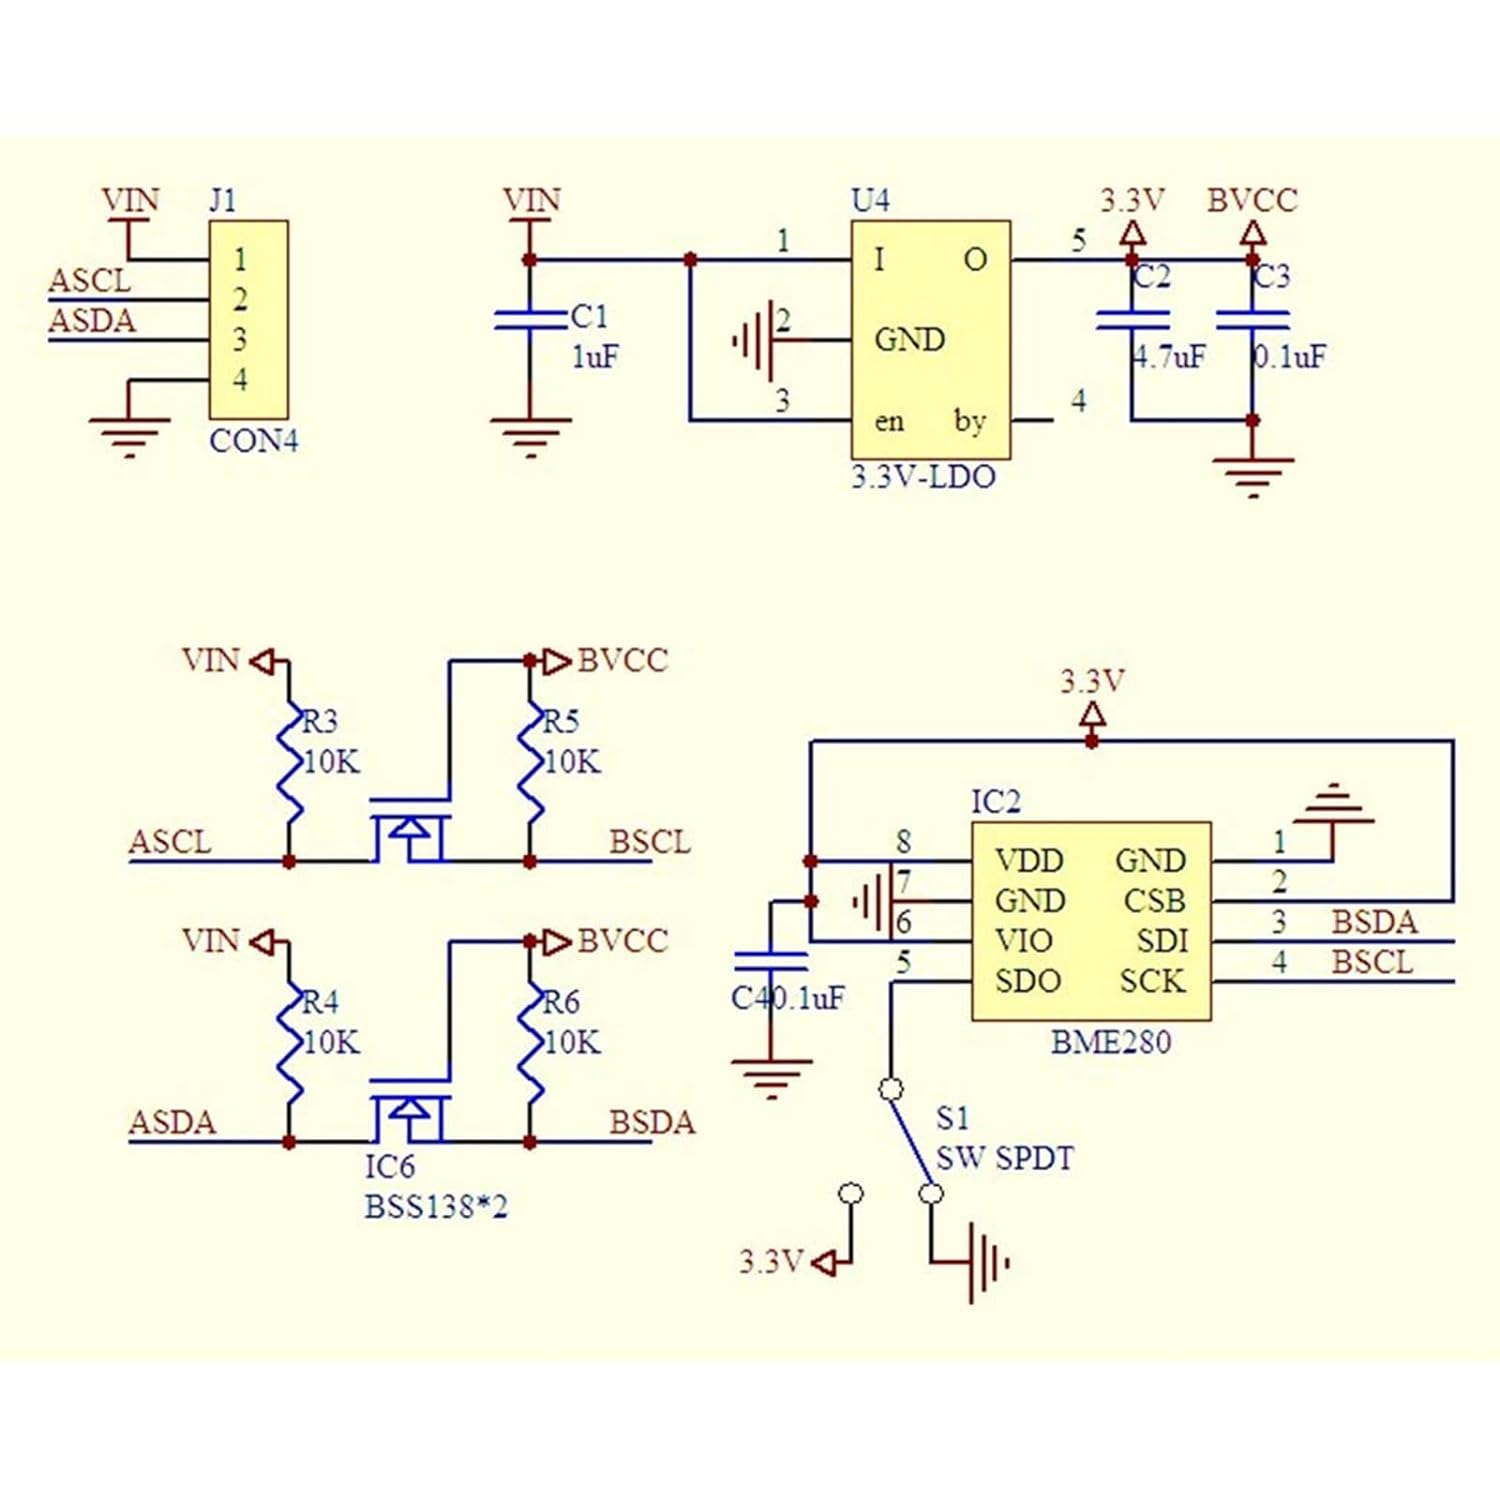 VIN
J1
1
ASCL
2
ASDA
3
4
CON4
VIN
C1
1uF
U4
1
I
O
5
2
GND
3
en
by
4
3.3V-LDO
3.3V
BVCC
C2
C3
4.7uF
0.1uF
VIN
BVCC
R3
10K
R5
10K
ASCL
BSCL
VIN
BVCC
R4
10K
R6
10K
ASDA
BSDA
IC6
BSS138*2
3.3V
IC2
8
VDD
GND
1
7
GND
CSB
2
6
VIO
SDI
3
BSDA
5
SDO
SCK
4
BSCL
C4
0.1uF
BME280
S1
SW SPDT
3.3V